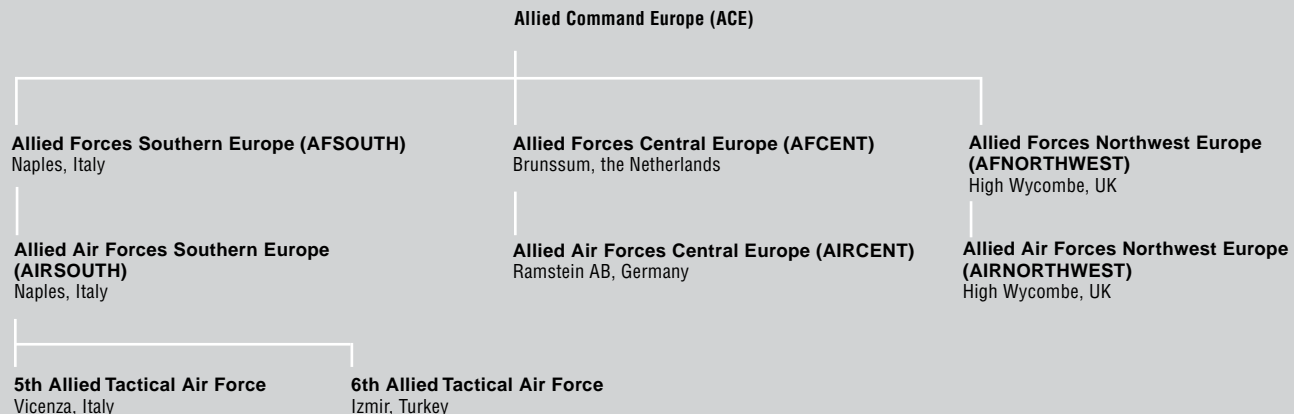 Allied Command Europe (ACE)
Allied Forces Southern Europe (AFSOUTH)
Naples, Italy
Allied Forces Central Europe (AFCENT)
Brunssum, the Netherlands
Allied Forces Northwest Europe
(AFNORTHWEST)
High Wycombe, UK
Allied Air Forces Southern Europe
(AIRSOUTH)
Naples, Italy
Allied Air Forces Central Europe (AIRCENT)
Ramstein AB, Germany
Allied Air Forces Northwest Europe
(AIRNORTHWEST)
High Wycombe, UK
5th Allied Tactical Air Force
Vicenza, Italy
6th Allied Tactical Air Force
Izmir, Turkey